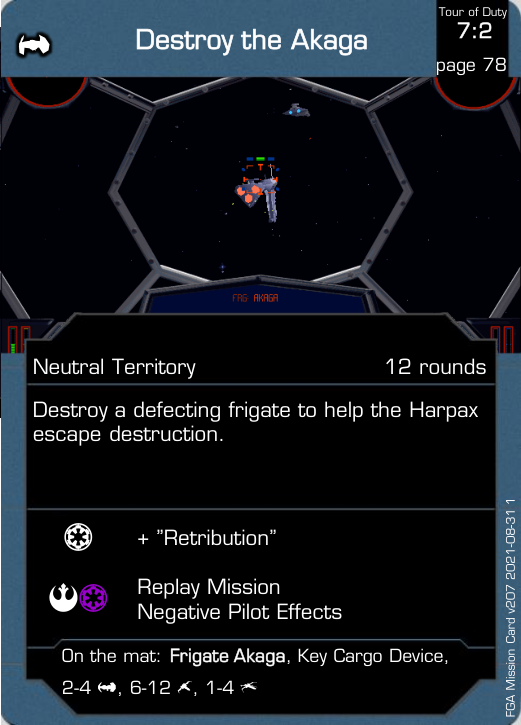 Destroy the Akaga
Tour of Duty
7:2
page 78
FRG AKAGA
Neutral Territory
12 rounds
Destroy a defecting frigate to help the Harpax
escape destruction.
+ "Retribution"
Replay Mission
Negative Pilot Effects
On the mat: Frigate Akaga, Key Cargo Device,
2-4 , 6-12 , 1-4
FGA Mission Card v207 2021-08-31 1